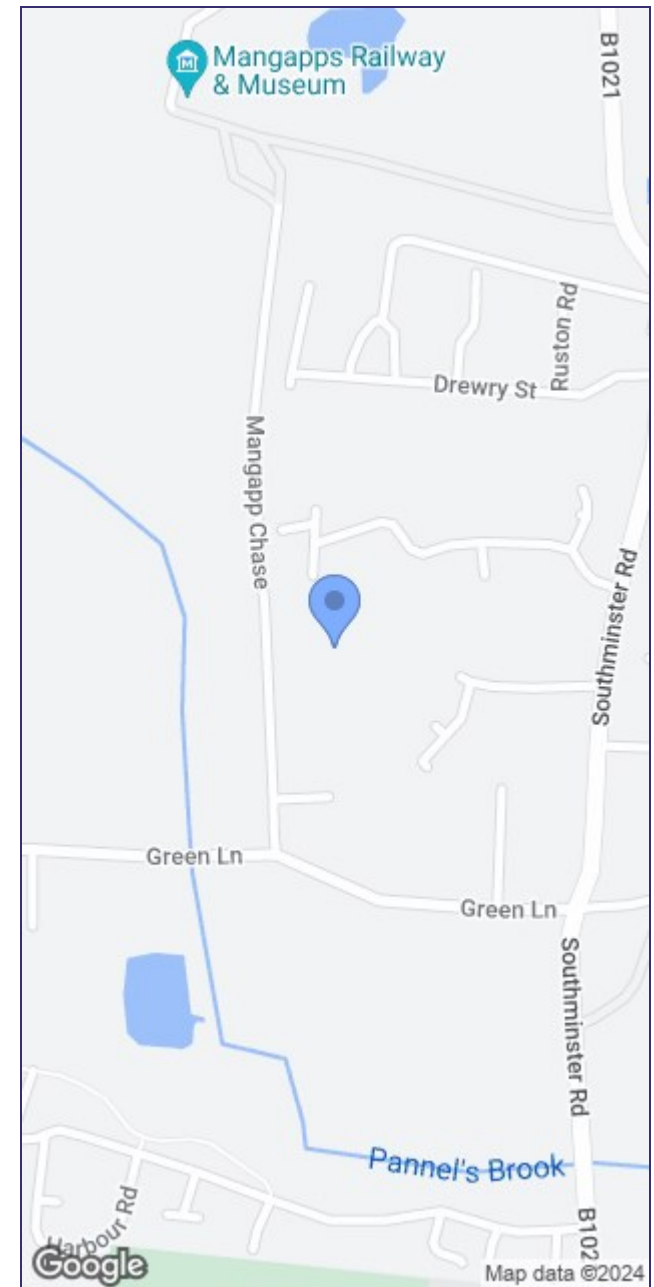 Mangapps Railway
& Museum
B1021
Ruston Rd
Drewry St
Mangapp Chase
Southminster Rd
Green Ln
Green Ln
Southminster Rd
Pannel's Brook
Harbour Rd
B102
Google
Map data ©2024